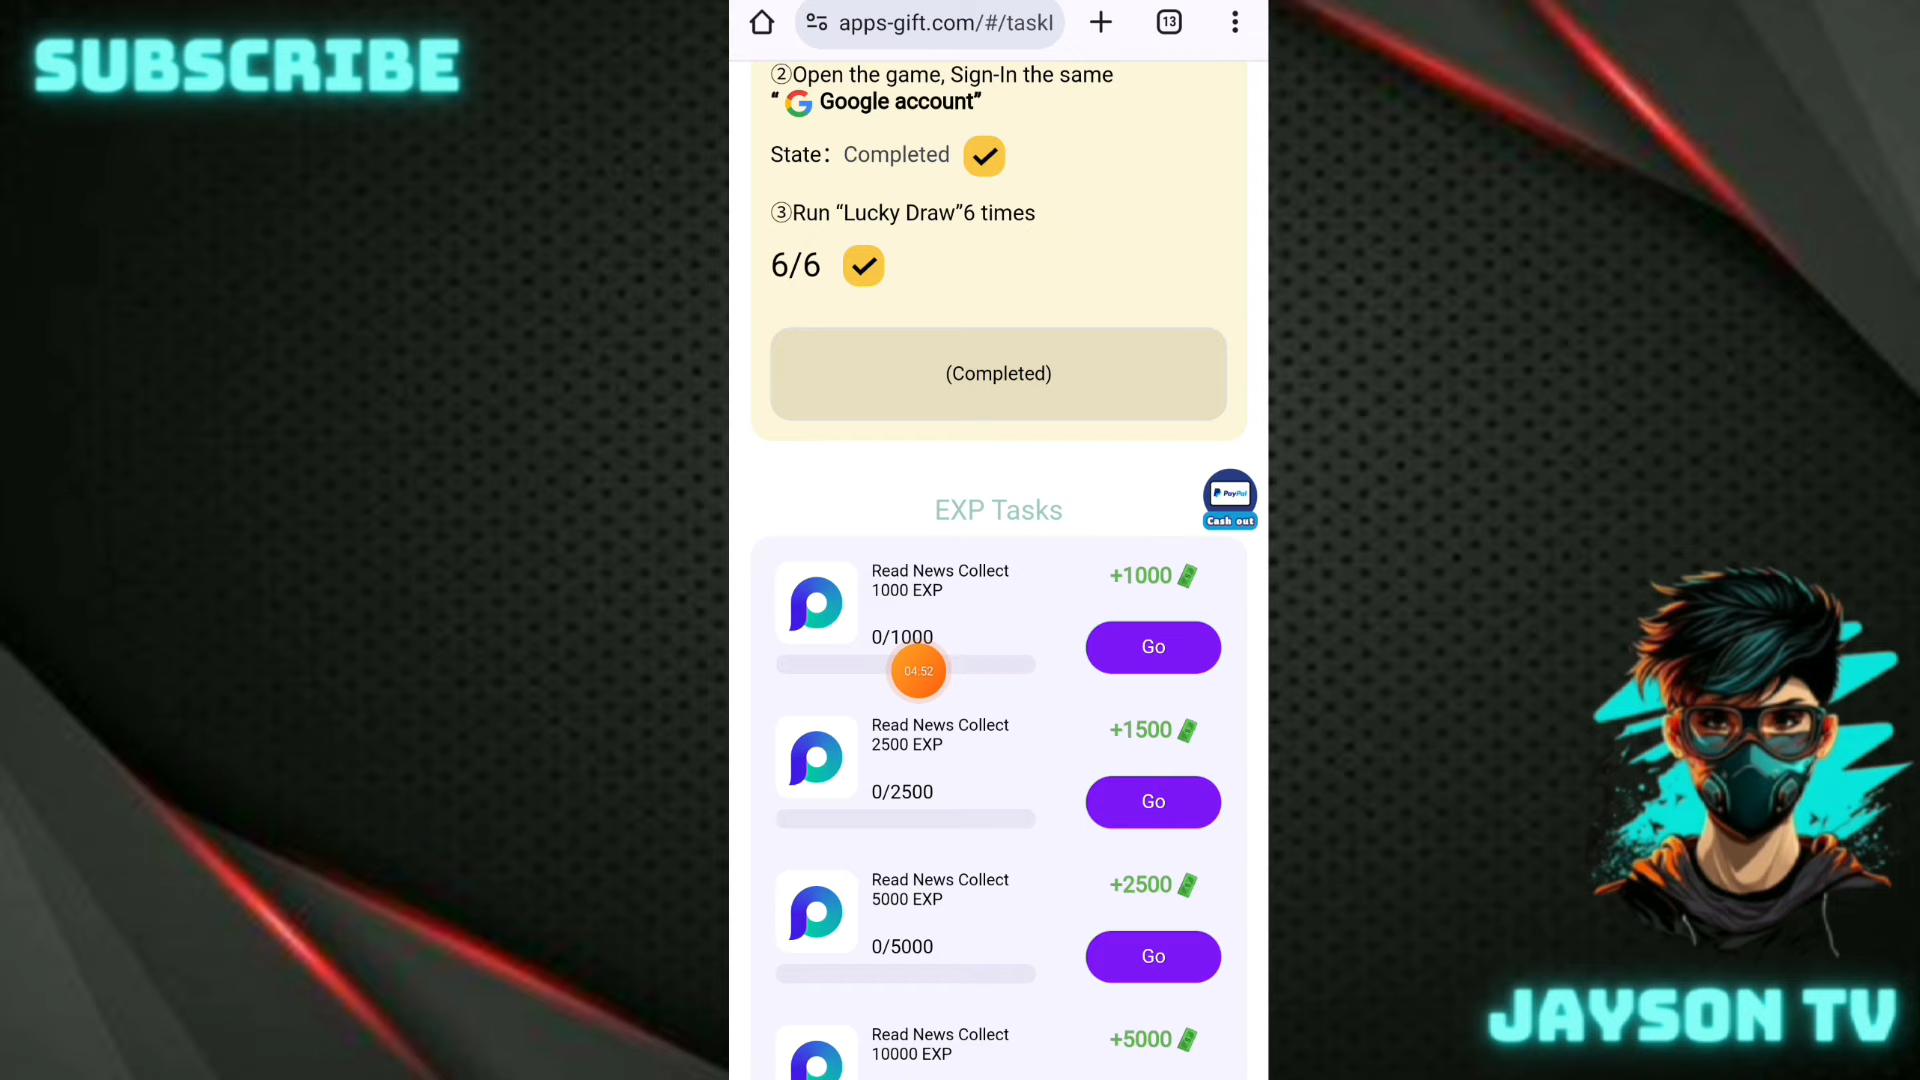 SUBSCRIBE
apps-gift.com/#/taskl
13
②Open the game, Sign-In the same
“ G Google account”
State： Completed
③Run “Lucky Draw”6 times
6/6
(Completed)
PayPal
Cash out
EXP Tasks
Read News Collect
1000 EXP
+1000
0/1000
Go
04:52
Read News Collect
2500 EXP
+1500
0/2500
Go
Read News Collect
5000 EXP
+2500
0/5000
Go
Read News Collect
10000 EXP
+5000
JAYSON TV